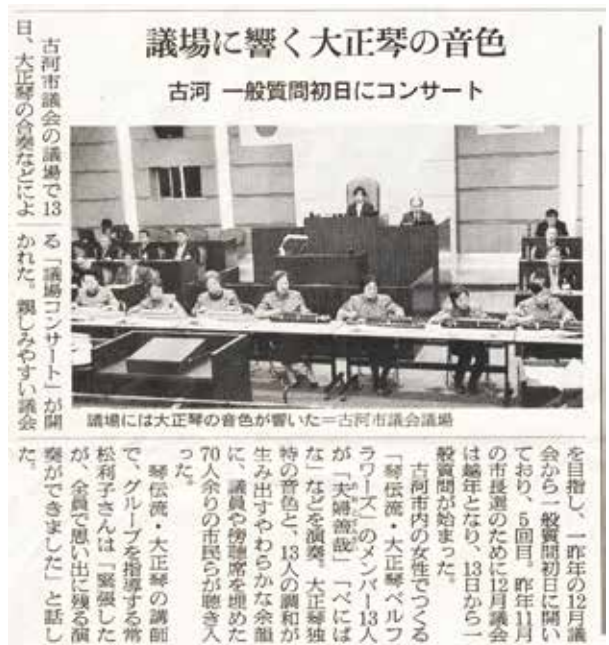 議場に響く大正琴の音色
古河 一般質問初日にコンサート
古河市議会の議場で13
日、大正琴の合奏などによ
る「議場コンサート」が開
かれた。親しみやすい議会
を目指し、一昨年の12月議
会から一般質問初日に開い
ており、5回目。昨年11月
の市長選のために12月議会
は越年となり、13日から一
般質問が始まった。
古河市内の女性でつくる
「琴伝流・大正琴ベルフ
ラワーズ」のメンバー13人
が「夫婦善哉」「べにば
な」などを演奏。大正琴独
特の音色と、13人の調和が
生み出すやわらかな余韻
に、議員や傍聴席を埋めた
70人余りの市民らが聴き入
った。
琴伝流・大正琴の講師
で、グループを指導する常
松利子さんは「緊張した
が、全員で思い出に残る演
奏ができました」と話し
た。
議場には大正琴の音色が響いた=古河市議会議場